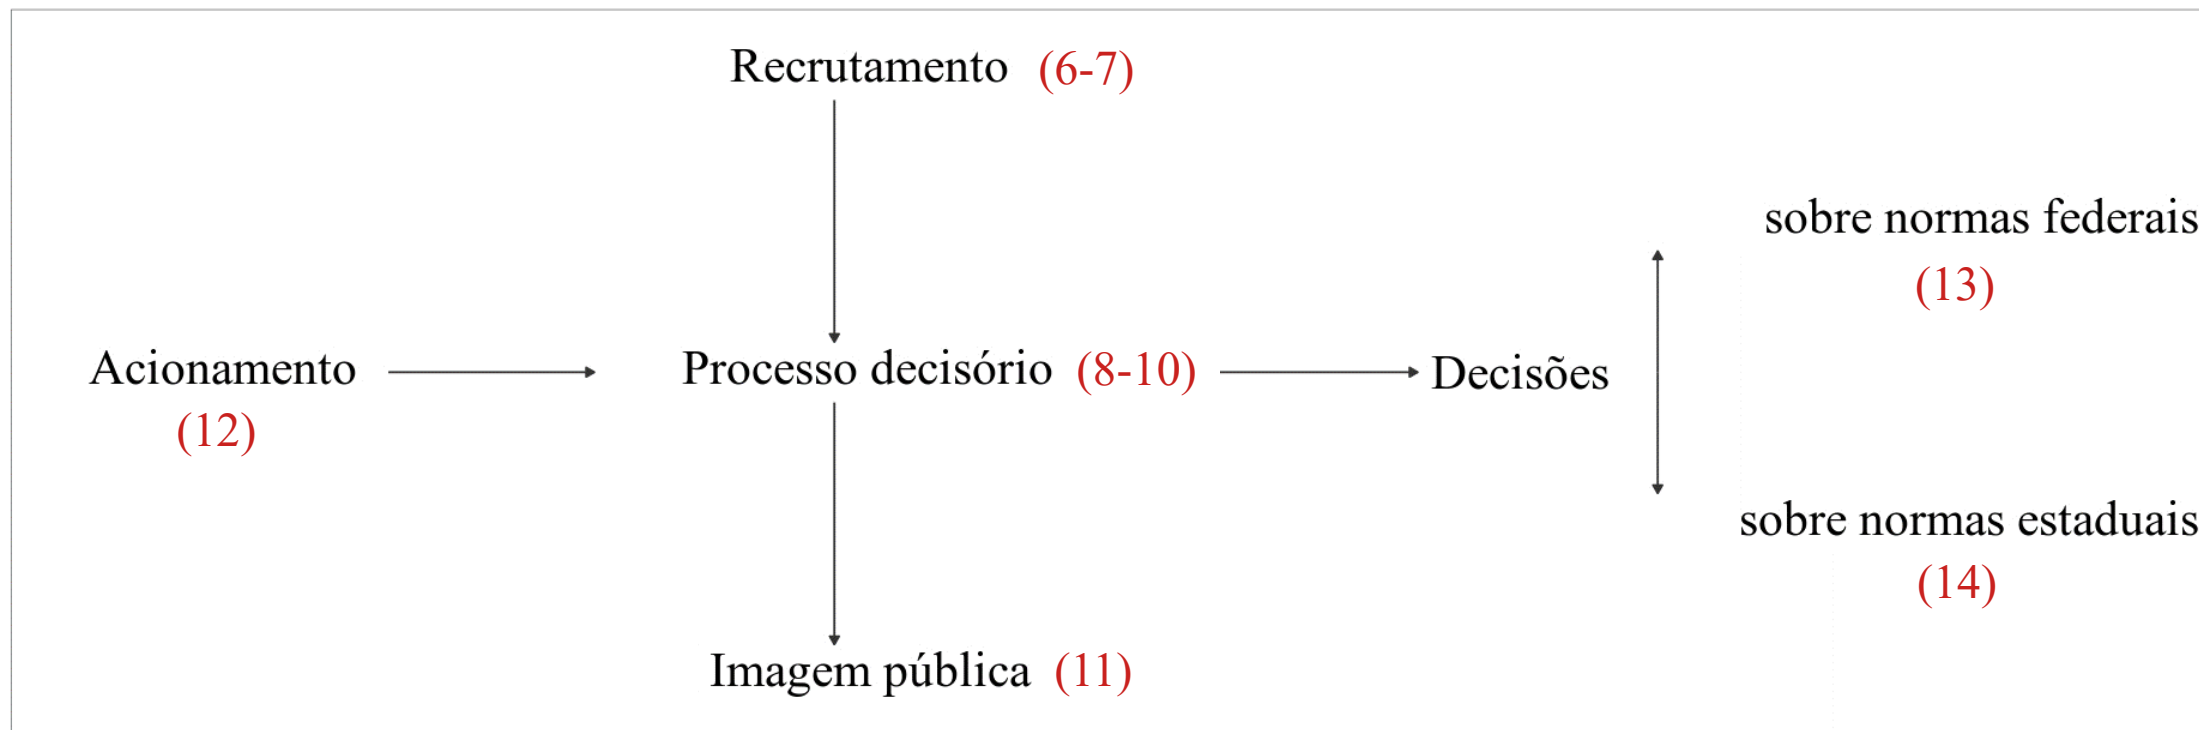 Recrutamento (6-7)
sobre normas federais
(13)
Acionamento
(12)
Processo decisório (8-10)
Decisões
sobre normas estaduais
(14)
Imagem pública (11)